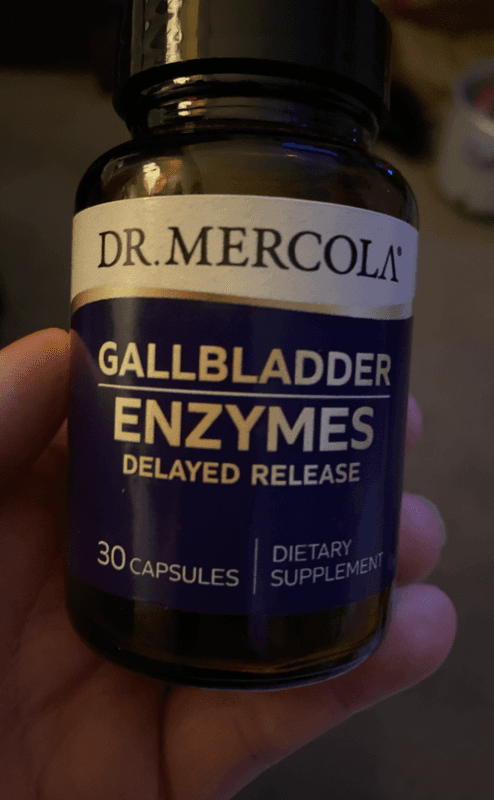 DR. MERCOLA®
GALLBLADDER
ENZYMES
DELAYED RELEASE
30 CAPSULES
DIETARY
SUPPLEMENT